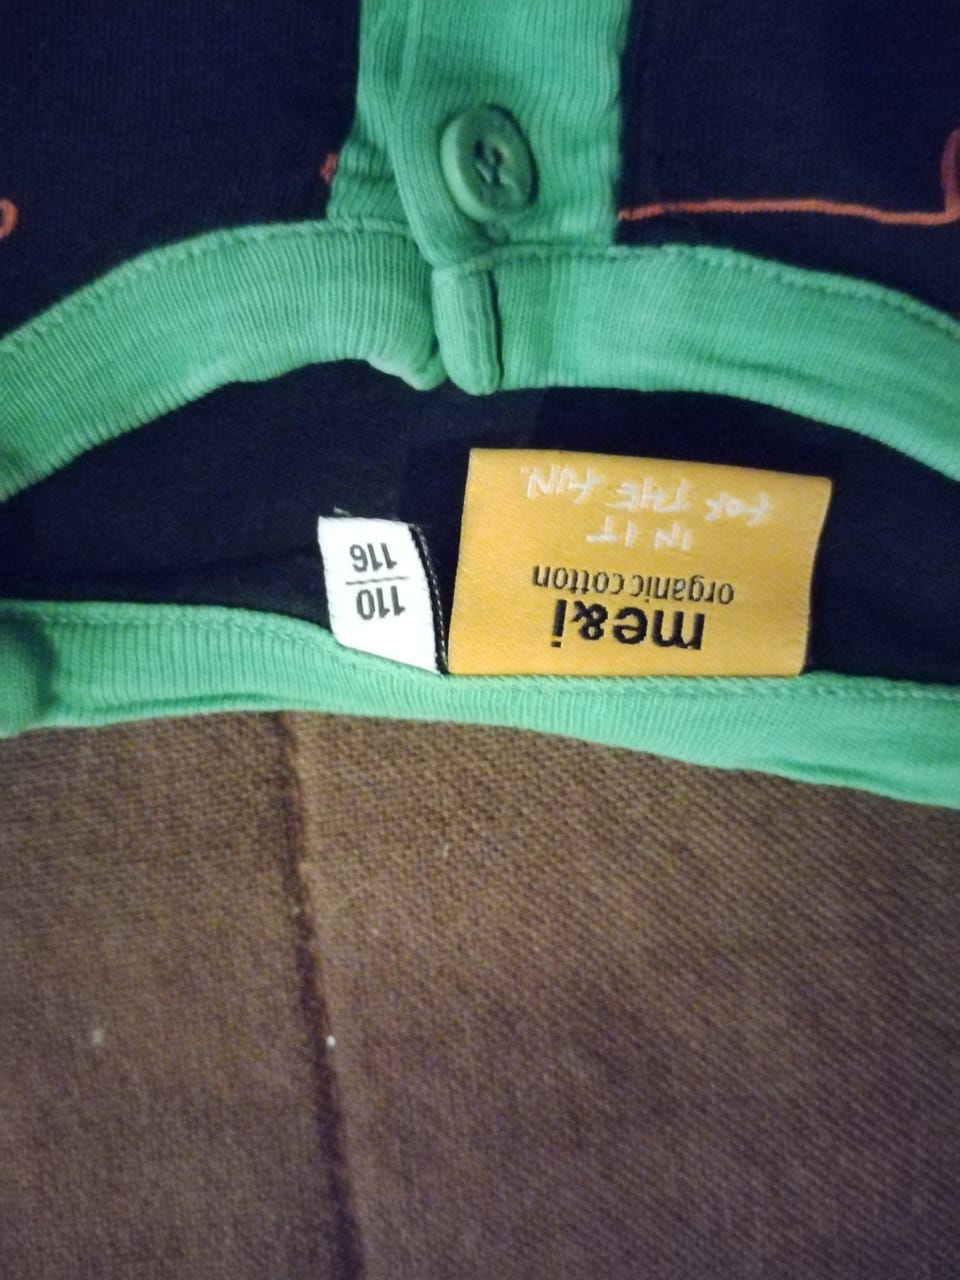 me&i
organic cotton
IN IT
FOR THE FUN.
110
116